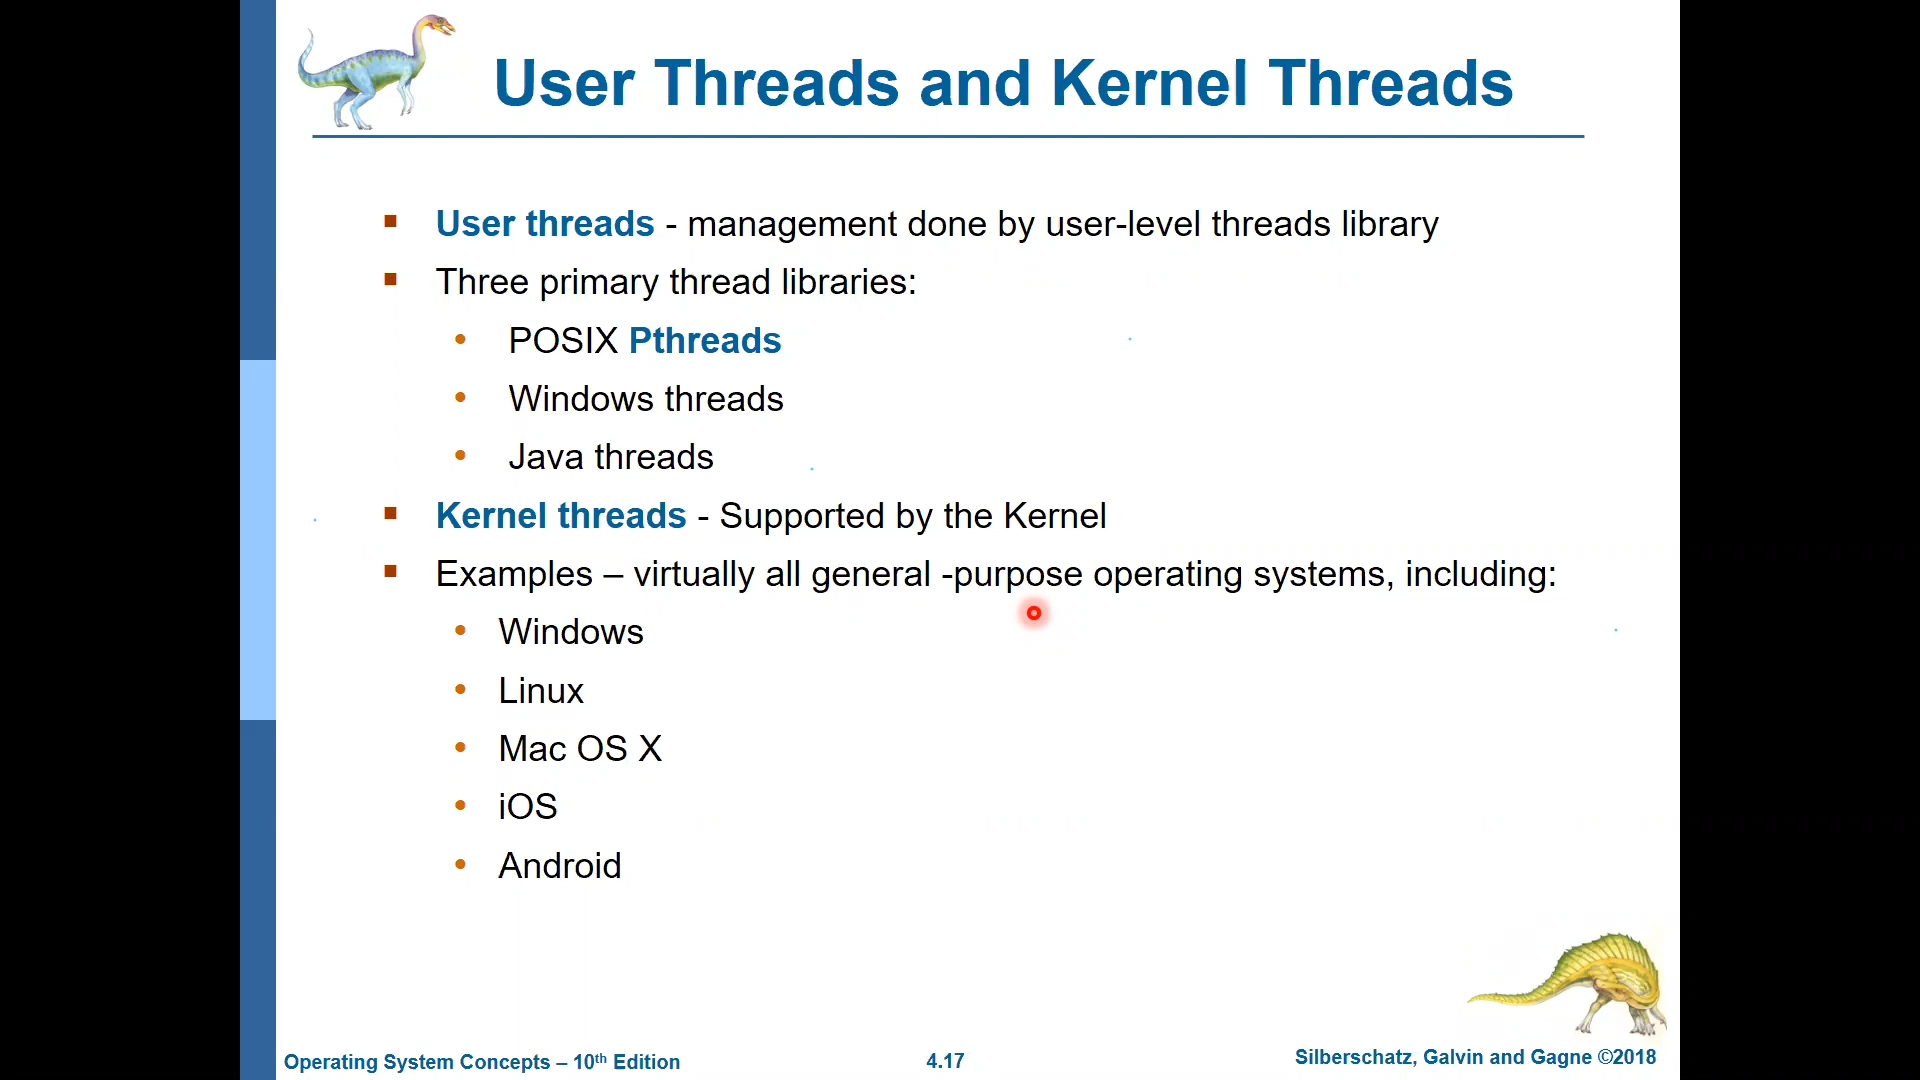 User Threads and Kernel Threads
User threads - management done by user-level threads library
Three primary thread libraries:
POSIX Pthreads
Windows threads
Java threads
Kernel threads - Supported by the Kernel
Examples – virtually all general -purpose operating systems, including:
Windows
Linux
Mac OS X
iOS
Android
Operating System Concepts – 10th Edition
4.17
Silberschatz, Galvin and Gagne ©2018